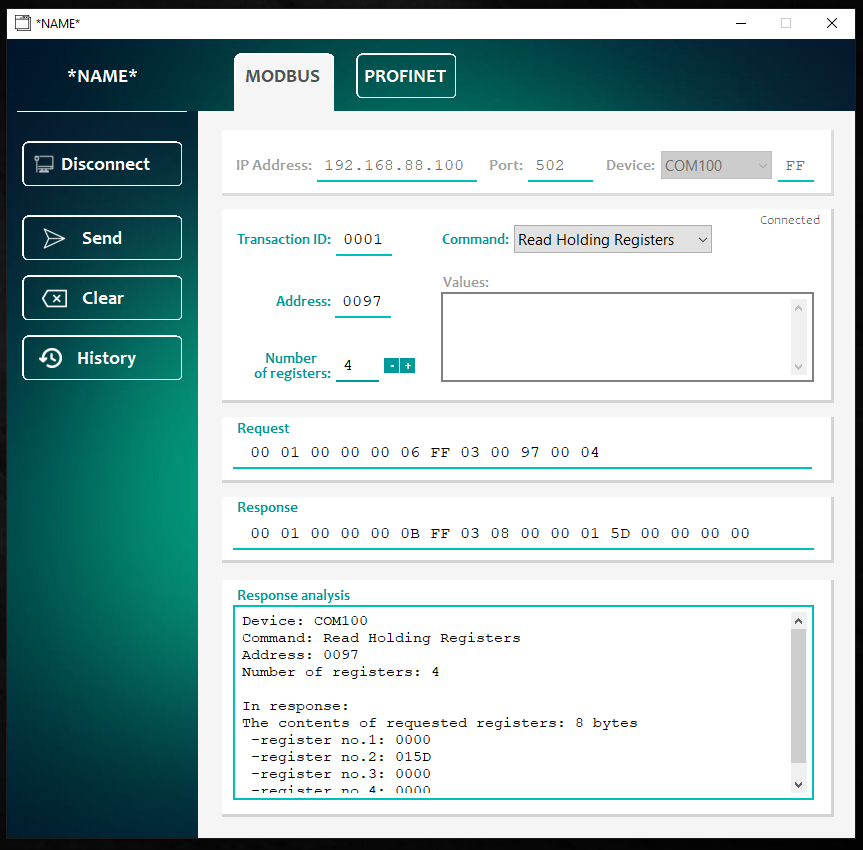 *NAME*
*NAME*
MODBUS
PROFINET
Disconnect
Send
Clear
History
IP Address: 192.168.88.100 Port: 502 Device: COM100 FF
Connected
Transaction ID: 0001 Command: Read Holding Registers
Address: 0097
Values:
Number
of registers: 4 - +
Request
00 01 00 00 00 06 FF 03 00 97 00 04
Response
00 01 00 00 00 0B FF 03 08 00 00 01 5D 00 00 00 00
Response analysis
Device: COM100
Command: Read Holding Registers
Address: 0097
Number of registers: 4
In response:
The contents of requested registers: 8 bytes
-register no.1: 0000
-register no.2: 015D
-register no.3: 0000
-register no.4: 0000